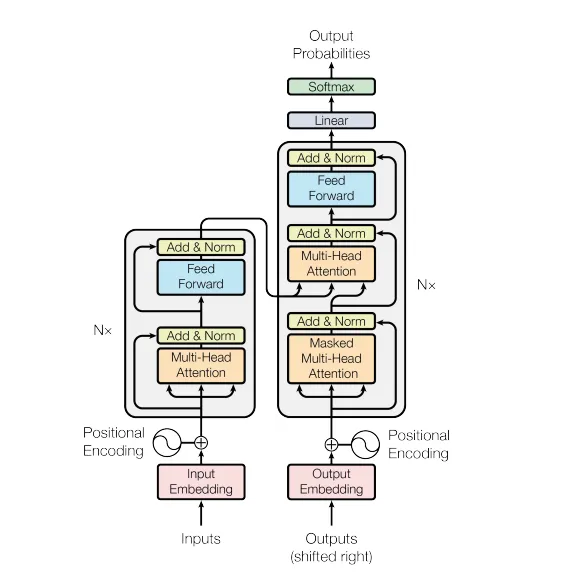 Output
Probabilities
Softmax
Linear
Add & Norm
Feed
Forward
Add & Norm
Multi-Head
Attention
Add & Norm
Masked
Multi-Head
Attention
Nx
Add & Norm
Feed
Forward
Add & Norm
Multi-Head
Attention
Nx
Positional
Encoding
Positional
Encoding
Input
Embedding
Output
Embedding
Inputs
Outputs
(shifted right)